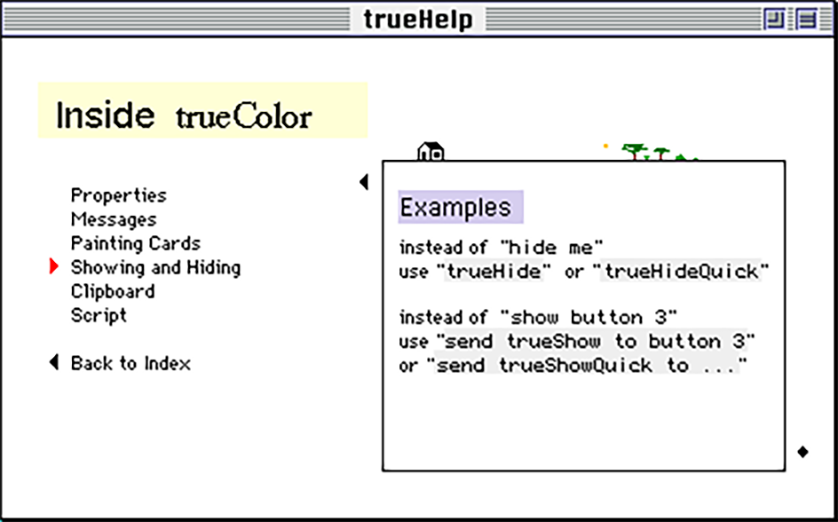 trueHelp
Inside trueColor
Properties
Messages
Painting Cards
Showing and Hiding
Clipboard
Script
Back to Index
Examples
instead of "hide me"
use "trueHide" or "trueHideQuick"
instead of "show button 3"
use "send trueShow to button 3"
or "send trueShowQuick to ..."